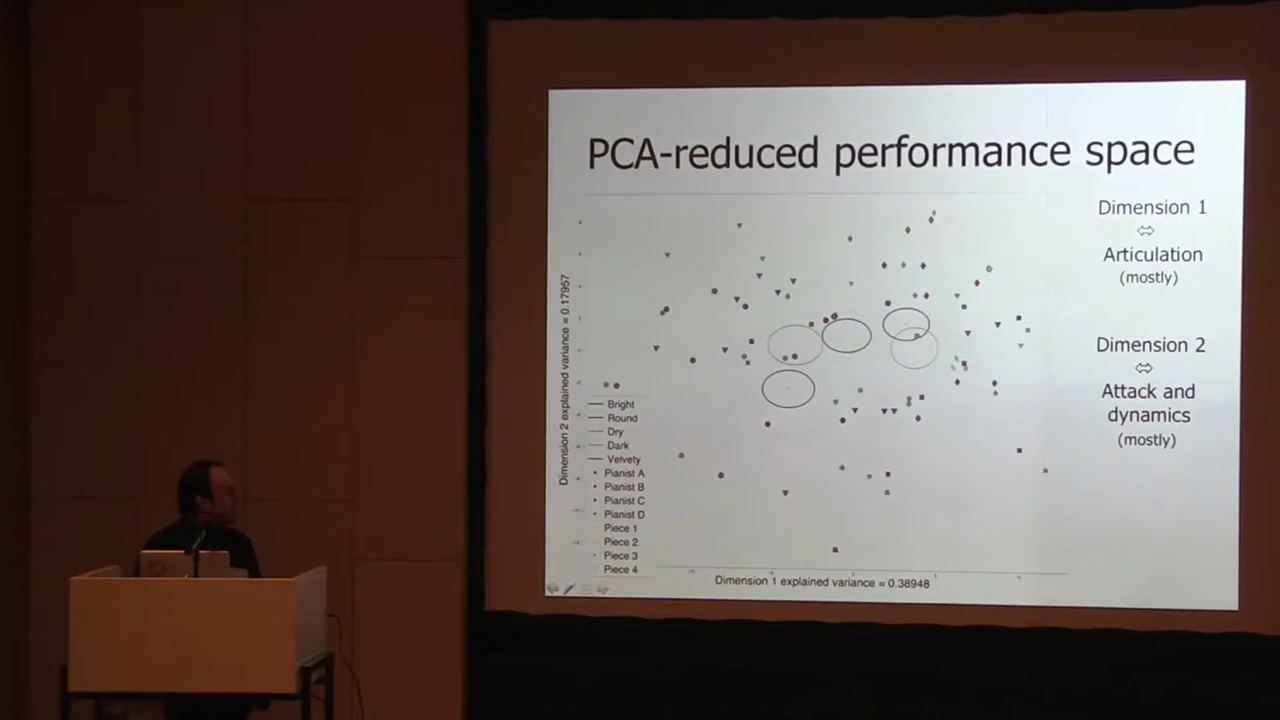 PCA-reduced performance space
Dimension 1
⇔
Articulation
(mostly)
Dimension 2
⇔
Attack and
dynamics
(mostly)
Dimension 2 explained variance = 0.17957
Bright
Round
Dry
Dark
Velvety
Pianist A
Pianist B
Pianist C
Pianist D
Piece 1
Piece 2
Piece 3
Piece 4
Dimension 1 explained variance = 0.38948